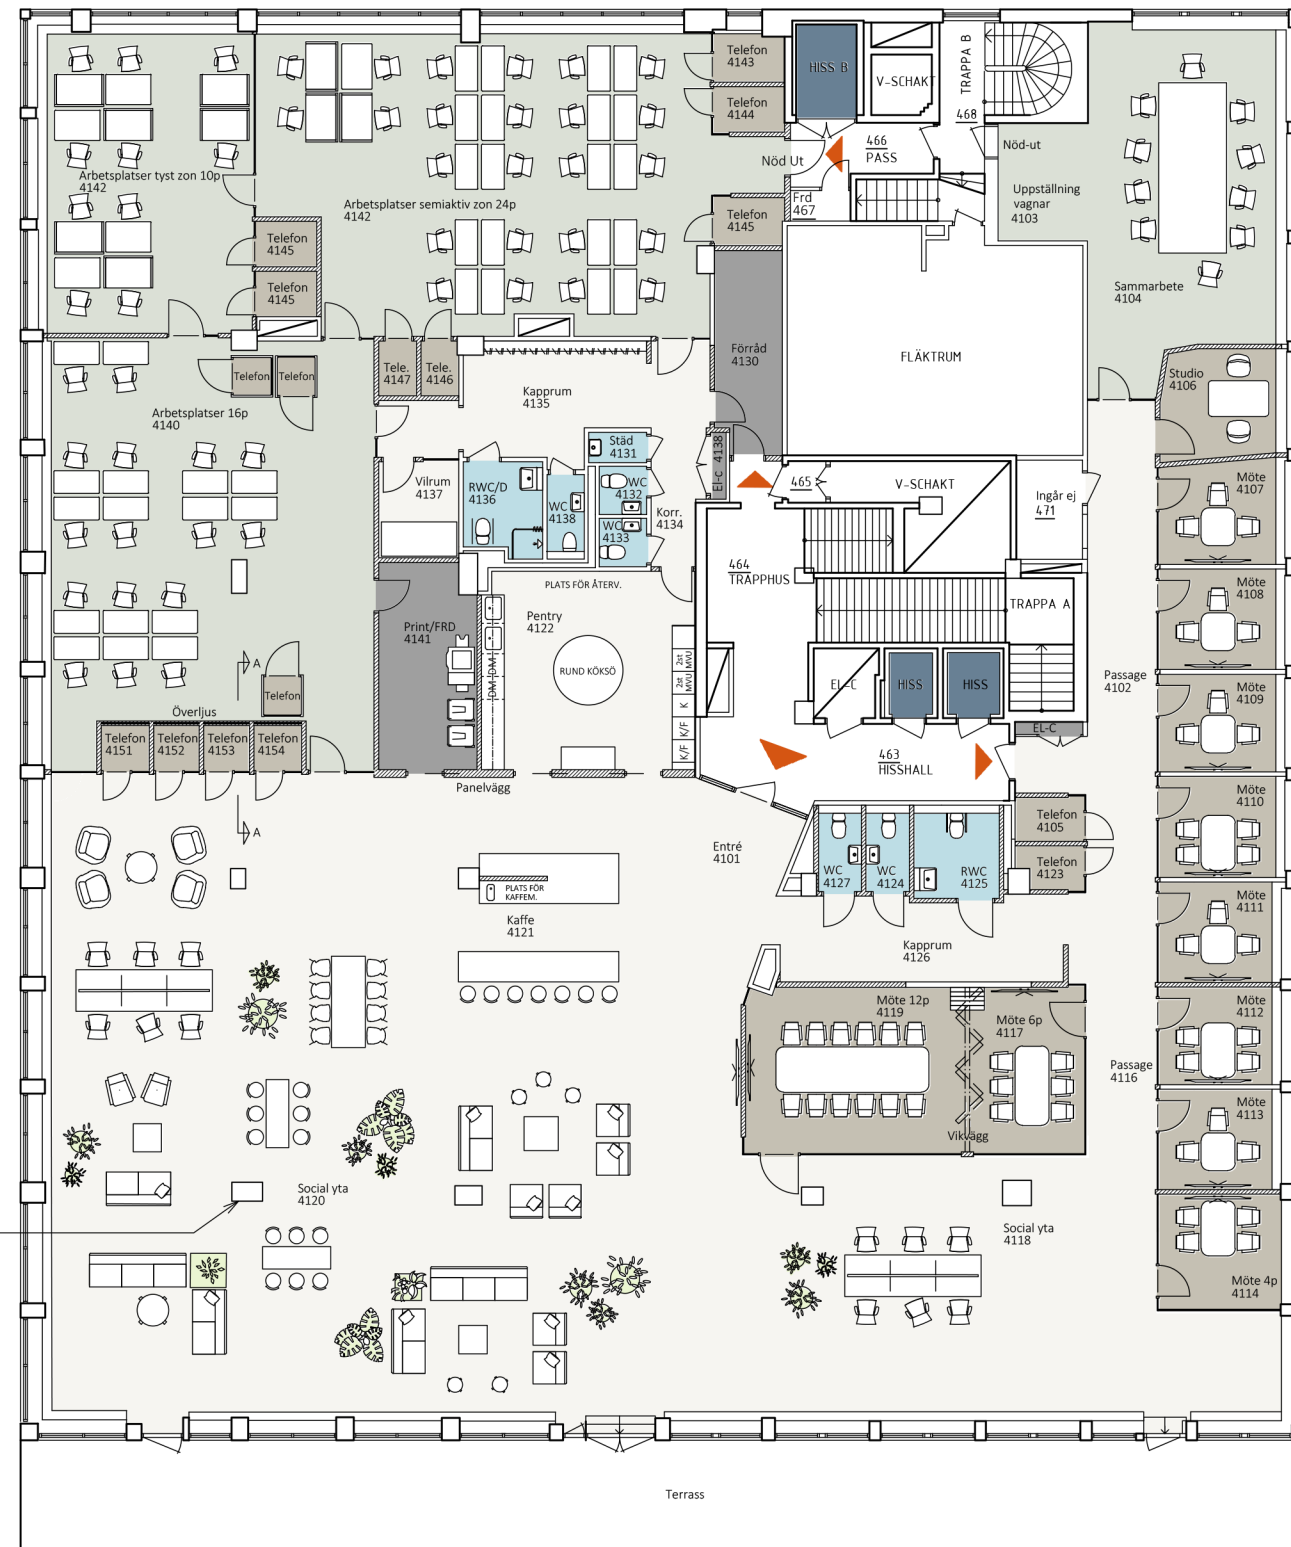 Telefon
4143
HISS B
V-SCHAKT
TRAPPA B
Telefon
4144
468
466
PASS
Nöd-ut
Nöd Ut
Arbetsplatser tyst zon 10p
4142
Arbetsplatser semiaktiv zon 24p
4142
Frd
467
Uppställning
vagnar
4103
Telefon
4145
Telefon
4145
Telefon
4145
Sammarbete
4104
Förråd
4130
FLÄKTRUM
Tele.
4147
Tele.
4146
Telefon
Telefon
Studio
4106
Kapprum
4135
Arbetsplatser 16p
4140
Städ
4131
El-c 4138
Vilrum
4137
RWC/D
4136
WC
4138
WC
4132
WC
4133
Korr.
4134
465
V-SCHAKT
Ingår ej
471
Möte
4107
464
TRAPPHUS
PLATS FÖR ÅTERV.
Möte
4108
TRAPPA A
Print/FRD
4141
Pentry
4122
RUND KÖKSÖ
DM
DM
2st
MVU
2st
MVU
K
K/F
K/F
EL-C
HISS
HISS
Passage
4102
Möte
4109
A
Telefon
Överljus
Telefon
4151
Telefon
4152
Telefon
4153
Telefon
4154
EL-C
463
HISSHALL
Panelvägg
Möte
4110
Telefon
4105
A
Entré
4101
Telefon
4123
WC
4127
WC
4124
RWC
4125
PLATS FÖR
KAFFEM.
Möte
4111
Kaffe
4121
Kapprum
4126
Möte 12p
4119
Möte 6p
4117
Möte
4112
Passage
4116
Möte
4113
Vikvägg
Social yta
4120
Social yta
4118
Möte 4p
4114
Terrass